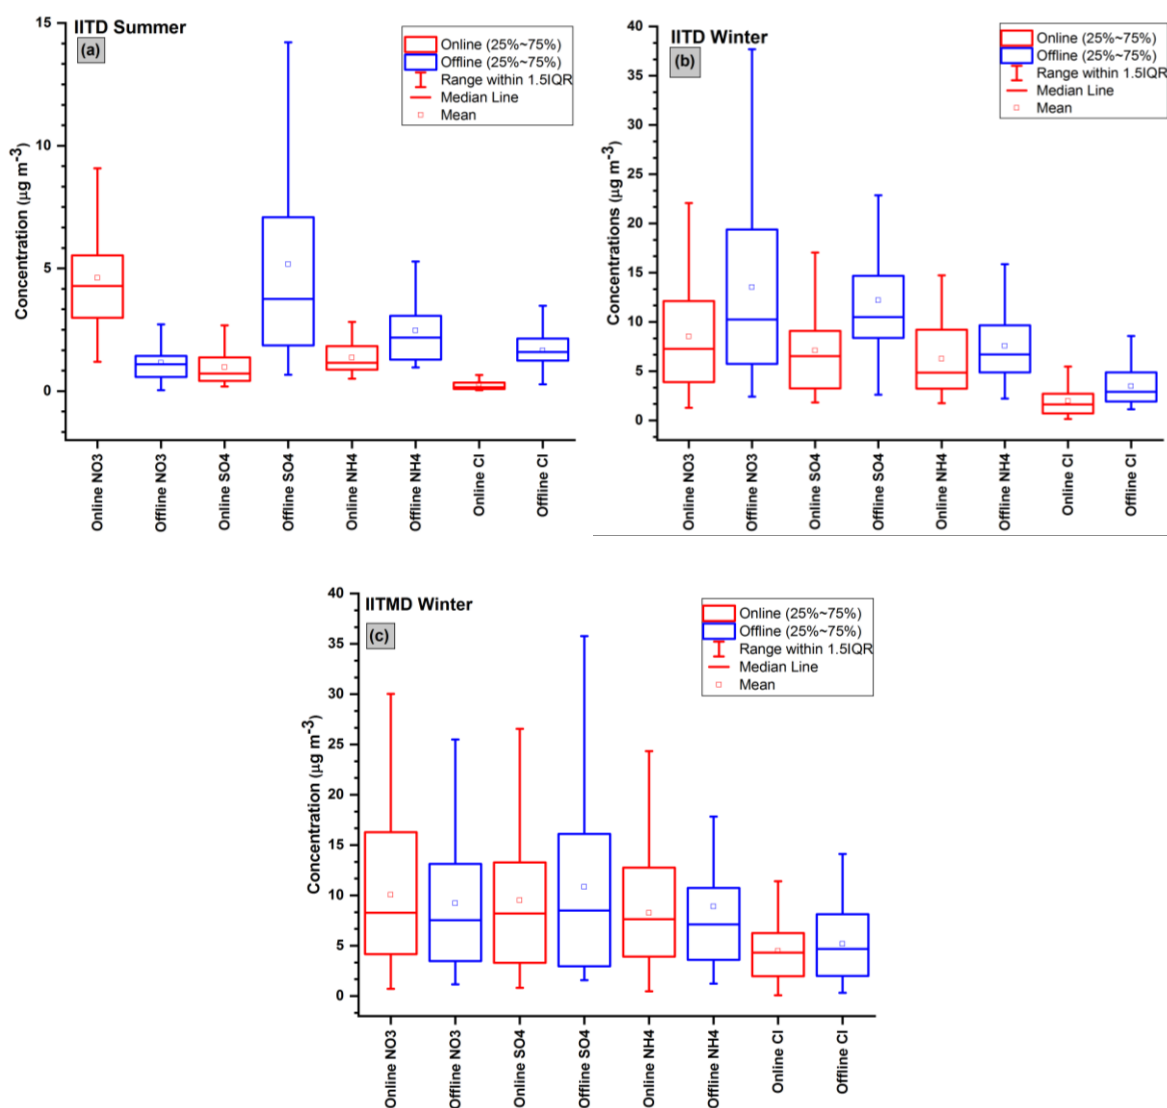 IITD Summer
(a)
Online (25%~75%)
Offline (25%~75%)
Range within 1.5IQR
Median Line
Mean
Concentration (µg m⁻³)
15
10
5
0
Online NO3
Offline NO3
Online SO4
Offline SO4
Online NH4
Offline NH4
Online Cl
Offline Cl
IITD Winter
(b)
Online (25%~75%)
Offline (25%~75%)
Range within 1.5IQR
Median Line
Mean
Concentrations (µg m⁻³)
40
35
30
25
20
15
10
5
0
Online NO3
Offline NO3
Online SO4
Offline SO4
Online NH4
Offline NH4
Online Cl
Offline Cl
IITMD Winter
(c)
Online (25%~75%)
Offline (25%~75%)
Range within 1.5IQR
Median Line
Mean
Concentration (µg m⁻³)
40
35
30
25
20
15
10
5
0
Online NO3
Offline NO3
Online SO4
Offline SO4
Online NH4
Offline NH4
Online Cl
Offline Cl